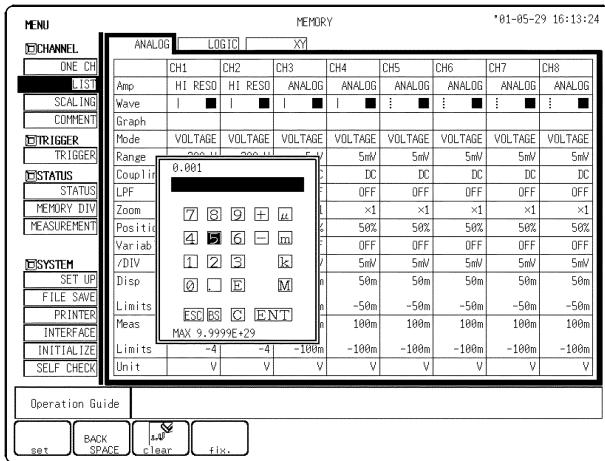 MENU
MEMORY
'01-05-29 16:13:24
CHANNEL
ONE CH
LIST
SCALING
COMMENT
TRIGGER
TRIGGER
STATUS
STATUS
MEMORY DIV
MEASUREMENT
SYSTEM
SET UP
FILE SAVE
PRINTER
INTERFACE
INITIALIZE
SELF CHECK
ANALOG LOGIC XY
CH1 CH2 CH3 CH4 CH5 CH6 CH7 CH8
Amp HI RESO HI RESO ANALOG ANALOG ANALOG ANALOG ANALOG ANALOG
Wave
Graph
Mode VOLTAGE VOLTAGE VOLTAGE VOLTAGE VOLTAGE VOLTAGE VOLTAGE VOLTAGE
Range 5mV 5mV 5mV 5mV 5mV
Couplin DC DC DC DC DC
LPF OFF OFF OFF OFF OFF
Zoom ×1 ×1 ×1 ×1 ×1
Positio 50% 50% 50% 50% 50%
Variab OFF OFF OFF OFF OFF
/DIV 5mV 5mV 5mV 5mV 5mV
Disp 50m 50m 50m 50m 50m
Limits -50m -50m -50m -50m -50m
Meas 100m 100m 100m 100m 100m
Limits -4 -4 -100m -100m -100m -100m -100m -100m
Unit V V V V V V V V
0.001
7 8 9 + μ
4 5 6 - m
1 2 3 k
0 . E M
ESC BS C ENT
MAX 9.9999E+29
Operation Guide
set
BACK SPACE
clear
fix.